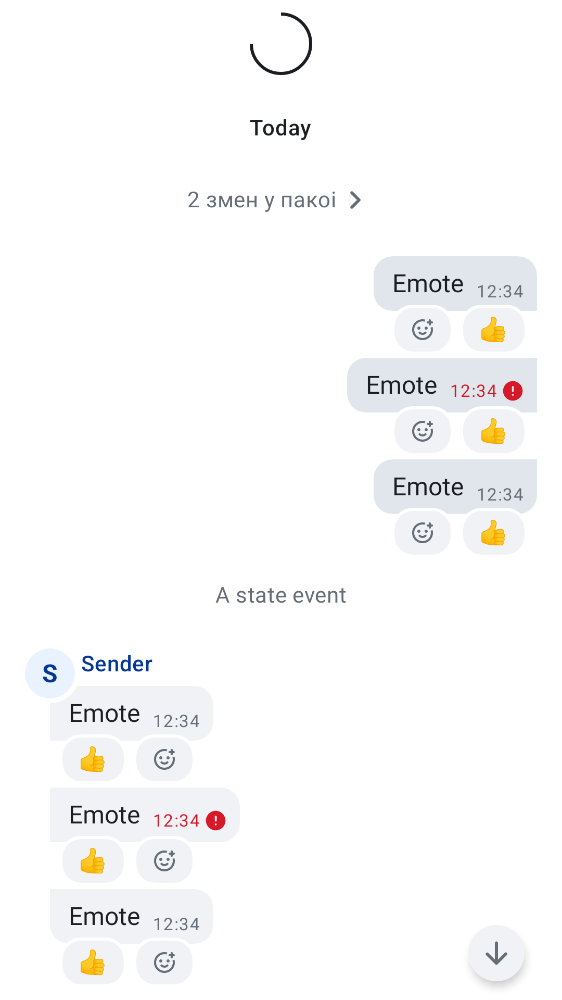 Today
2 змен у пакоі
Emote 12:34
👍
Emote 12:34
👍
Emote 12:34
👍
A state event
S Sender
Emote 12:34
👍
Emote 12:34
👍
Emote 12:34
👍